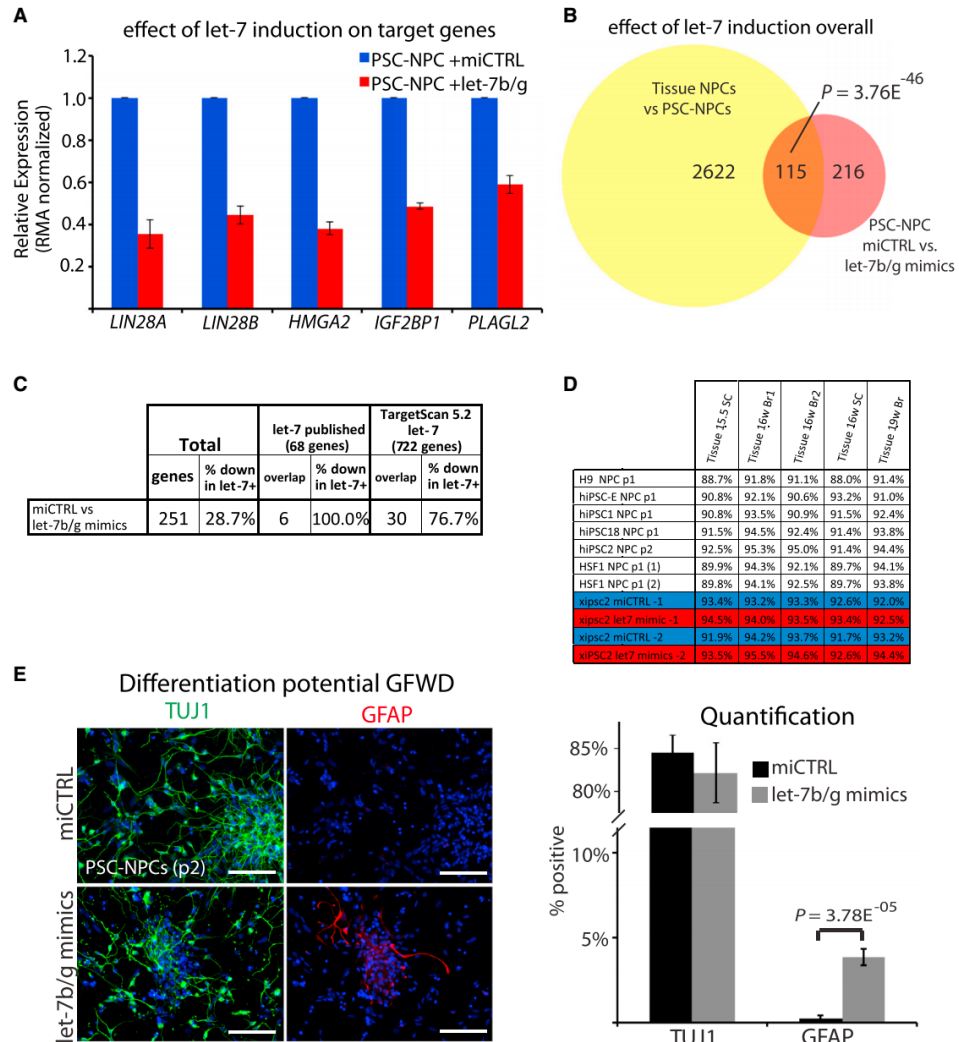 A
effect of let-7 induction on target genes
PSC-NPC +miCTRL
PSC-NPC +let-7b/g
Relative Expression
(RMA normalized)
1.2
1.0
0.8
0.6
0.4
0.2
LIN28A LIN28B HMGA2 IGF2BP1 PLAGL2
B
effect of let-7 induction overall
Tissue NPCs
vs PSC-NPCs
P = 3.76E-46
2622 115 216
PSC-NPC
miCTRL vs.
let-7b/g mimics
C
Total
let-7 published
(68 genes)
TargetScan 5.2
let-7
(722 genes)
genes
% down
in let-7+
overlap
% down
in let-7+
overlap
% down
in let-7+
miCTRL vs
let-7b/g mimics
251 28.7% 6 100.0% 30 76.7%
D
Tissue 15.5 SC
Tissue 16w Br1
Tissue 16w Br2
Tissue 16w SC
Tissue 19w Br
H9 NPC p1 88.7% 91.8% 91.1% 88.0% 91.4%
hiPSC-E NPC p1 90.8% 92.1% 90.6% 93.2% 91.0%
hiPSC1 NPC p1 90.8% 93.5% 90.9% 91.5% 92.4%
hiPSC18 NPC p1 91.5% 94.5% 92.4% 91.4% 93.8%
hiPSC2 NPC p2 92.5% 95.3% 95.0% 91.4% 94.4%
HSF1 NPC p1 (1) 89.9% 94.3% 92.1% 89.7% 94.1%
HSF1 NPC p1 (2) 89.8% 94.1% 92.5% 89.7% 93.8%
xipsc2 miCTRL -1 93.4% 93.2% 93.3% 92.6% 92.0%
xipsc2 let7 mimic -1 94.5% 94.0% 93.5% 93.4% 92.5%
xipsc2 miCTRL -2 91.9% 94.2% 93.7% 91.7% 93.2%
xiPSC2 let7 mimics -2 93.5% 95.5% 94.6% 92.6% 94.4%
E
Differentiation potential GFWD
TUJ1 GFAP
miCTRL
PSC-NPCs (p2)
let-7b/g mimics
Quantification
miCTRL
let-7b/g mimics
% positive
85%
80%
10%
5%
P = 3.78E-05
TUJ1 GFAP